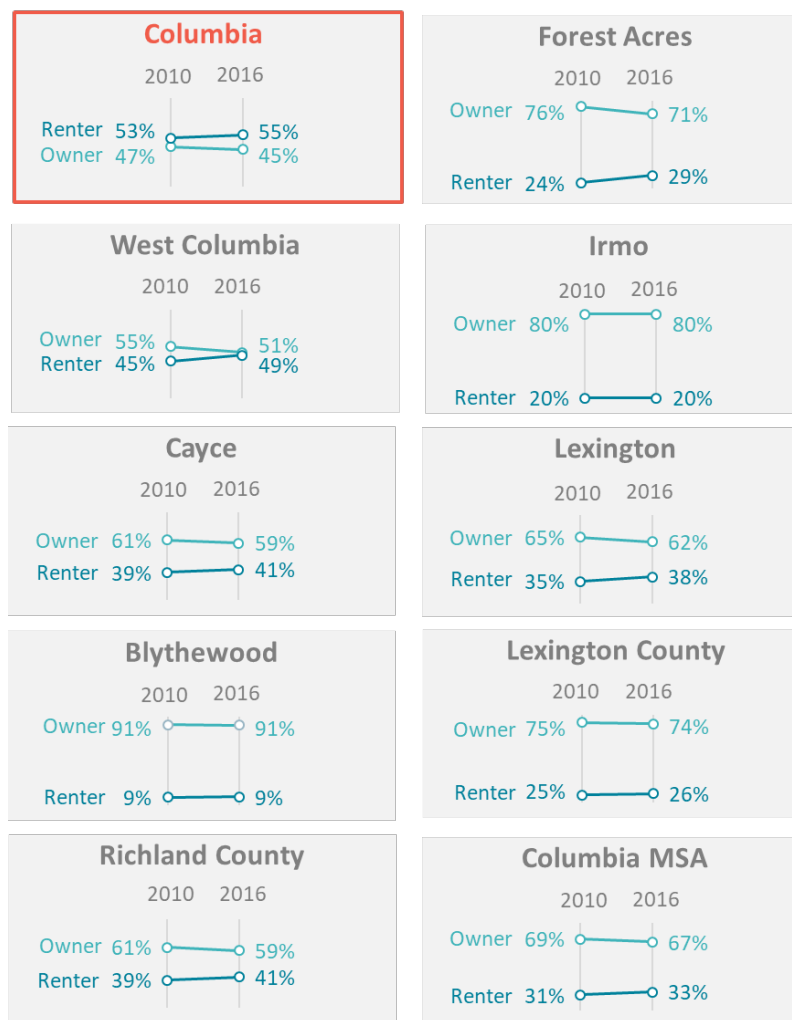 Columbia
2010 2016
Renter 53% 55%
Owner 47% 45%
Forest Acres
2010 2016
Owner 76% 71%
Renter 24% 29%
West Columbia
2010 2016
Owner 55% 51%
Renter 45% 49%
Irmo
2010 2016
Owner 80% 80%
Renter 20% 20%
Cayce
2010 2016
Owner 61% 59%
Renter 39% 41%
Lexington
2010 2016
Owner 65% 62%
Renter 35% 38%
Blythewood
2010 2016
Owner 91% 91%
Renter 9% 9%
Lexington County
2010 2016
Owner 75% 74%
Renter 25% 26%
Richland County
2010 2016
Owner 61% 59%
Renter 39% 41%
Columbia MSA
2010 2016
Owner 69% 67%
Renter 31% 33%